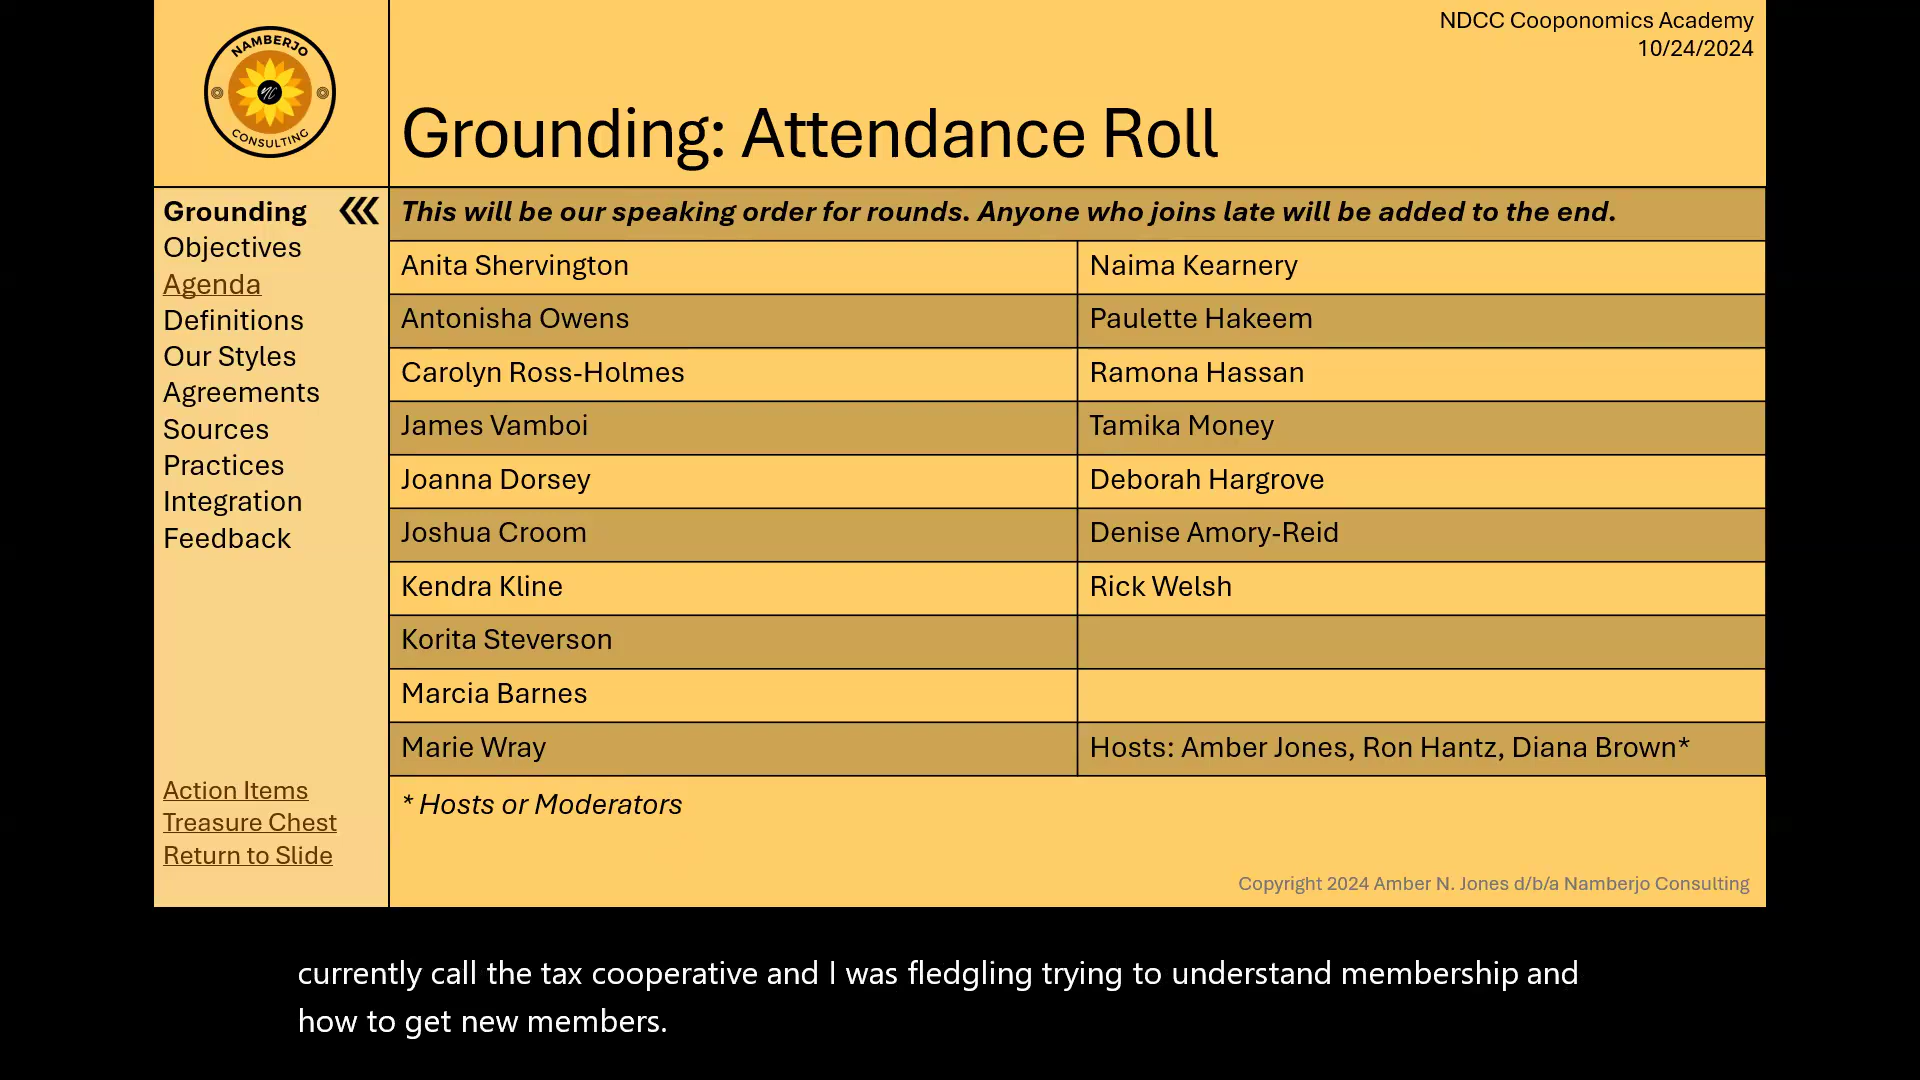 NAMBERJO
CONSULTING
NDCC Cooponomics Academy
10/24/2024
Grounding: Attendance Roll
Grounding
Objectives
Agenda
Definitions
Our Styles
Agreements
Sources
Practices
Integration
Feedback
Action Items
Treasure Chest
Return to Slide
This will be our speaking order for rounds. Anyone who joins late will be added to the end.
Anita Shervington
Antonisha Owens
Carolyn Ross-Holmes
James Vamboi
Joanna Dorsey
Joshua Croom
Kendra Kline
Korita Steverson
Marcia Barnes
Marie Wray
Naima Kearnery
Paulette Hakeem
Ramona Hassan
Tamika Money
Deborah Hargrove
Denise Amory-Reid
Rick Welsh
Hosts: Amber Jones, Ron Hantz, Diana Brown*
* Hosts or Moderators
Copyright 2024 Amber N. Jones d/b/a Namberjo Consulting
currently call the tax cooperative and I was fledgling trying to understand membership and
how to get new members.